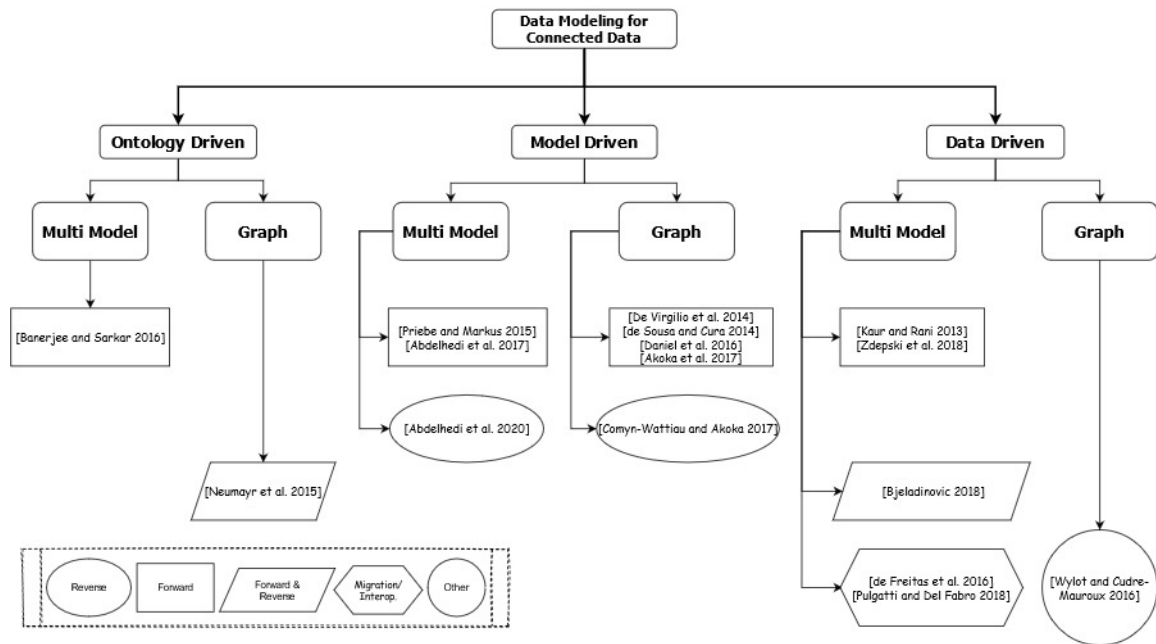 Data Modeling for
Connected Data
Ontology Driven
Model Driven
Data Driven
Multi Model
Graph
Multi Model
Graph
Multi Model
Graph
[Banerjee and Sarkar 2016]
[Priebe and Markus 2015]
[Abdelhedi et al. 2017]
[De Virgilio et al. 2014]
[de Sousa and Cura 2014]
[Daniel et al. 2016]
[Akoka et al. 2017]
[Kaur and Rani 2013]
[Zdepski et al. 2018]
[Abdelhedi et al. 2020]
[Comyn-Wattiau and Akoka 2017]
[Neumayr et al. 2015]
[Bjeladinovic 2018]
[de Freitas et al. 2016]
[Pulgatti and Del Fabro 2018]
[Wylot and Cudre-
Mauroux 2016]
Reverse
Forward
Forward &
Reverse
Migration/
Interop.
Other